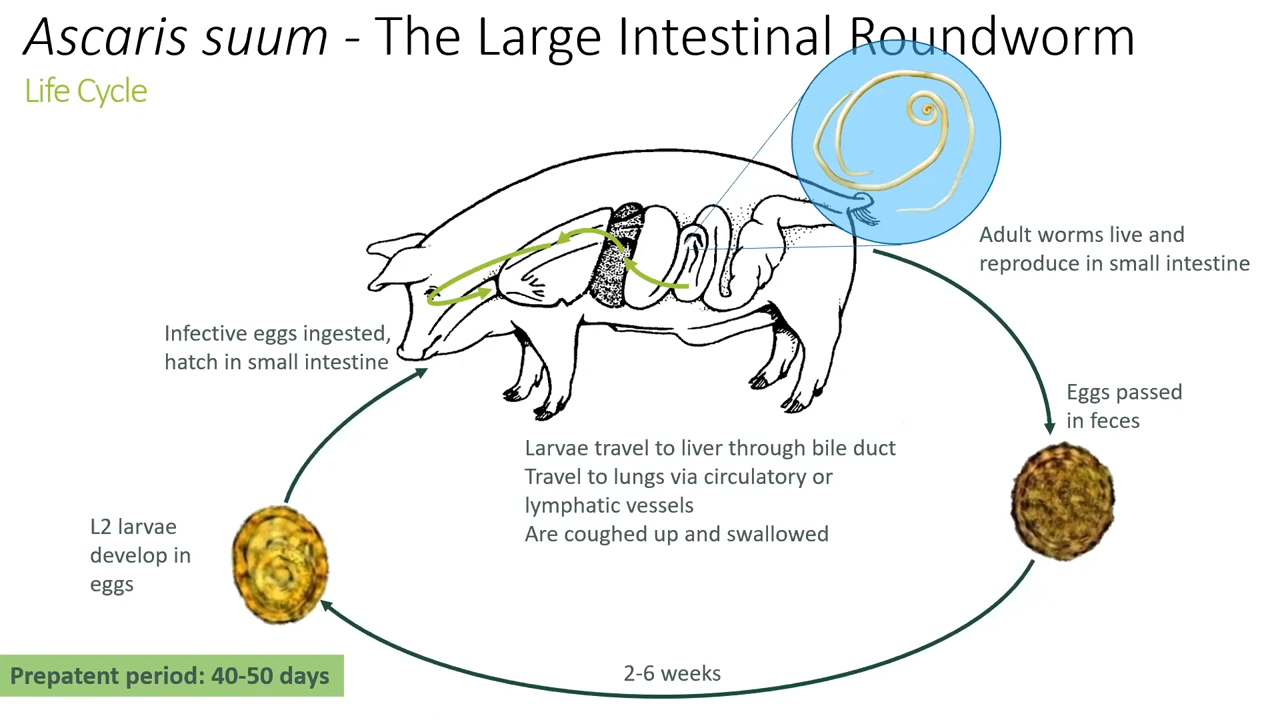 Ascaris suum - The Large Intestinal Roundworm
Life Cycle
Adult worms live and
reproduce in small intestine
Infective eggs ingested,
hatch in small intestine
Eggs passed
in feces
Larvae travel to liver through bile duct
Travel to lungs via circulatory or
lymphatic vessels
Are coughed up and swallowed
L2 larvae
develop in
eggs
2-6 weeks
Prepatent period: 40-50 days